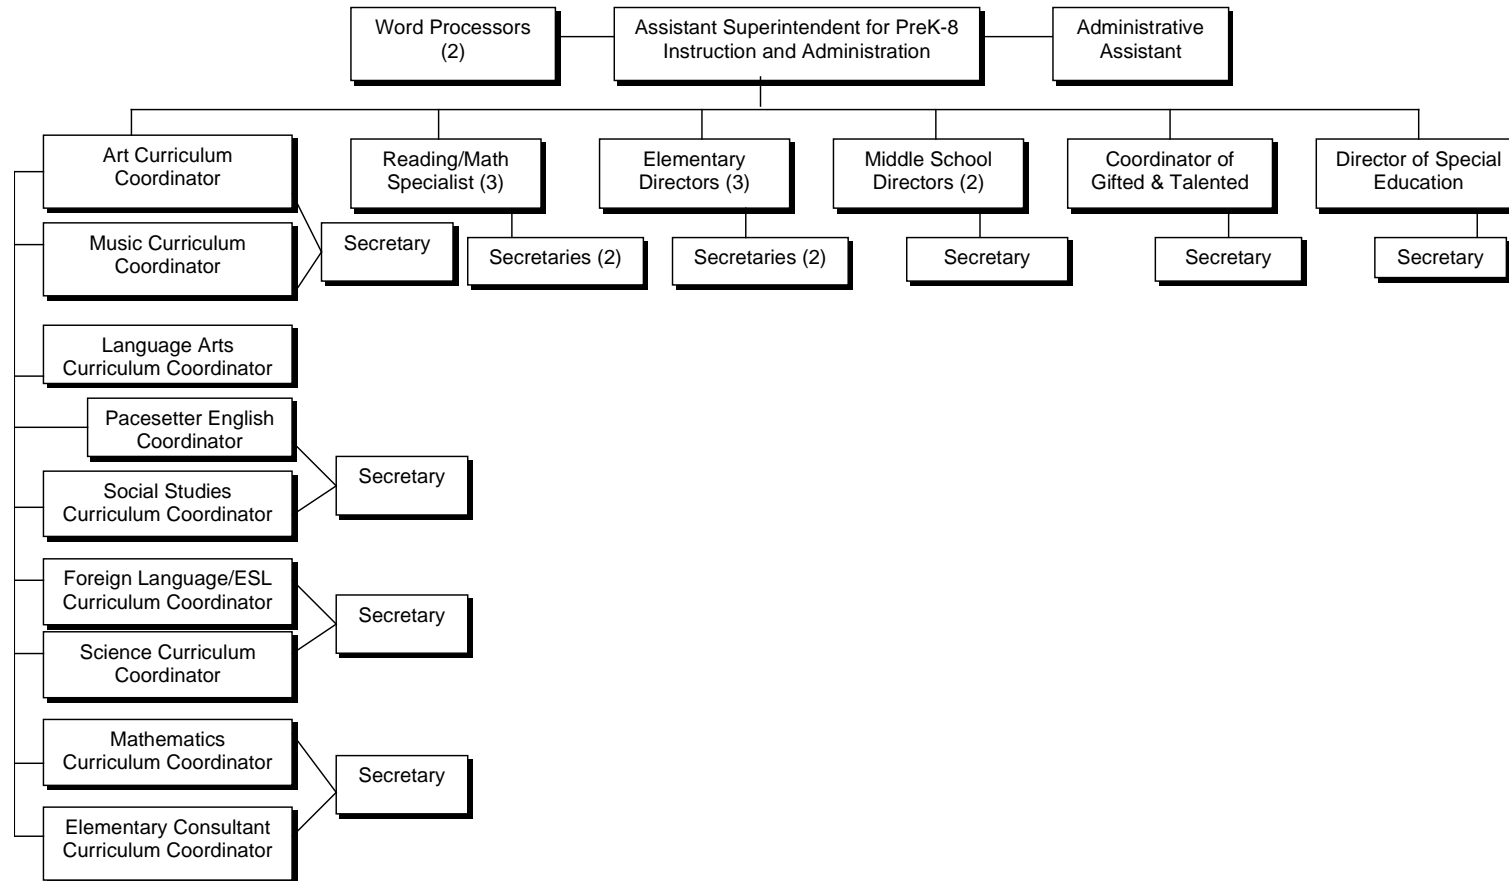 Word Processors
(2)
Assistant Superintendent for PreK-8
Instruction and Administration
Administrative
Assistant
Art Curriculum
Coordinator
Reading/Math
Specialist (3)
Elementary
Directors (3)
Middle School
Directors (2)
Coordinator of
Gifted & Talented
Director of Special
Education
Music Curriculum
Coordinator
Secretary
Secretaries (2)
Secretaries (2)
Secretary
Secretary
Secretary
Language Arts
Curriculum Coordinator
Pacesetter English
Coordinator
Secretary
Social Studies
Curriculum Coordinator
Foreign Language/ESL
Curriculum Coordinator
Secretary
Science Curriculum
Coordinator
Mathematics
Curriculum Coordinator
Secretary
Elementary Consultant
Curriculum Coordinator